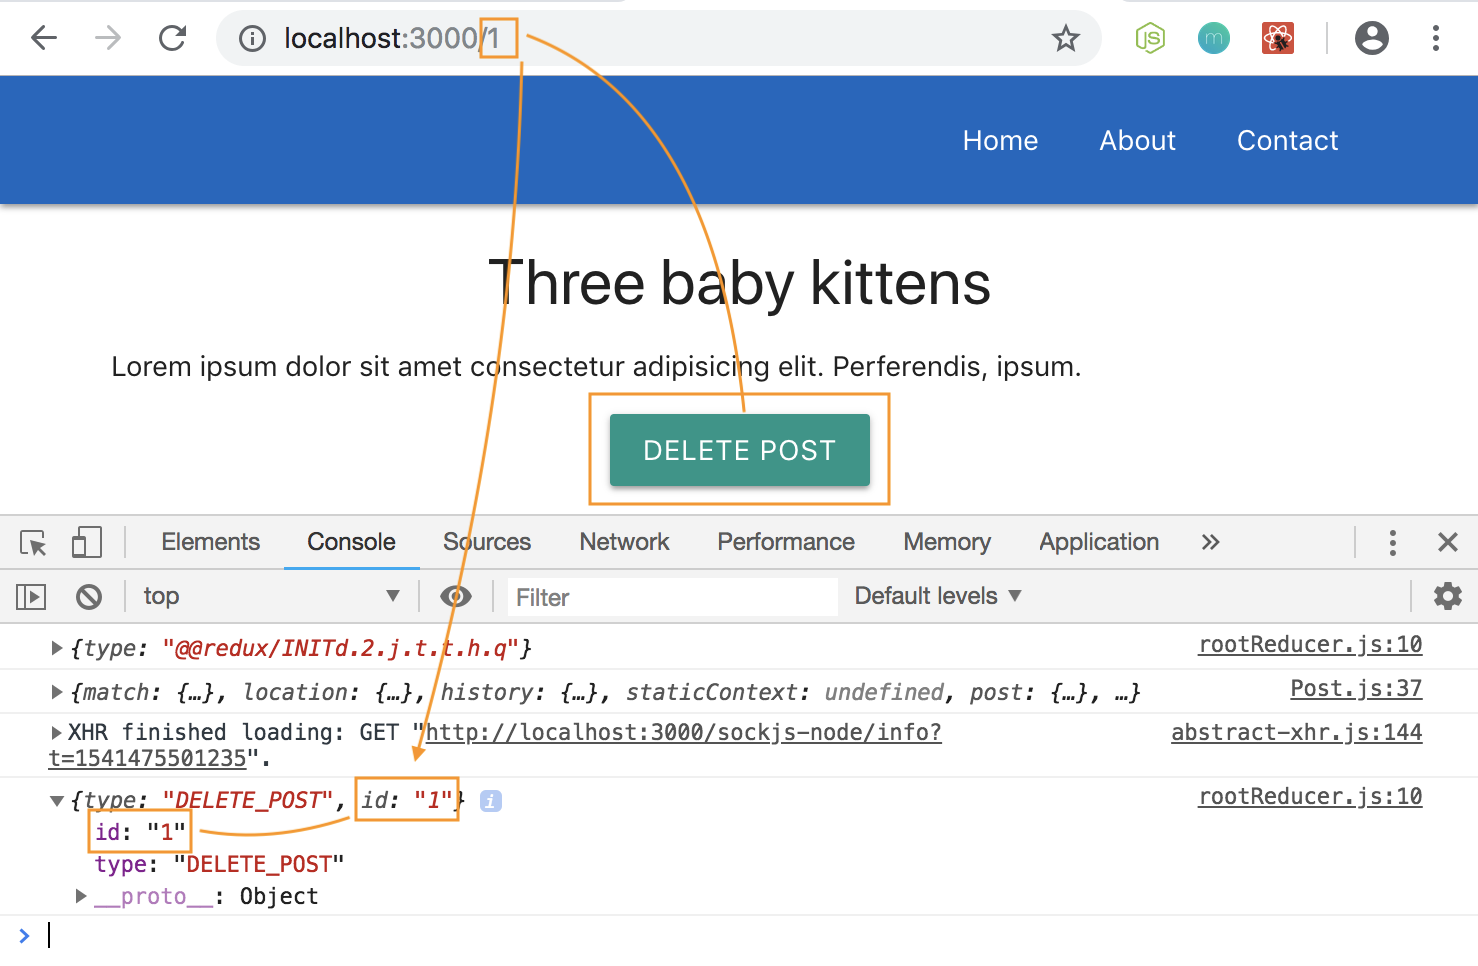 localhost:3000/1
JS
m
Home About Contact
Three baby kittens
Lorem ipsum dolor sit amet consectetur adipisicing elit. Perferendis, ipsum.
DELETE POST
Elements Console Sources Network Performance Memory Application »
top Filter Default levels
{type: "@@redux/INITd.2.j.t.t.h.q"} rootReducer.js:10
{match: {…}, location: {…}, history: {…}, staticContext: undefined, post: {…}, …} Post.js:37
XHR finished loading: GET "http://localhost:3000/sockjs-node/info? abstract-xhr.js:144
t=1541475501235".
{type: "DELETE_POST", id: "1"} i rootReducer.js:10
id: "1"
type: "DELETE_POST"
__proto__: Object
>